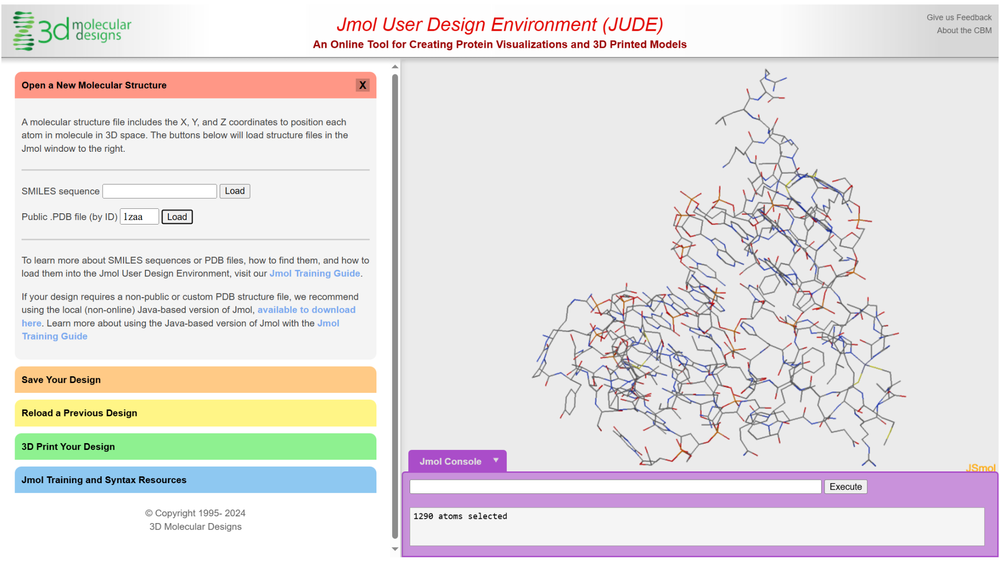 3d molecular
designs
Jmol User Design Environment (JUDE)
An Online Tool for Creating Protein Visualizations and 3D Printed Models
Give us Feedback
About the CBM
Open a New Molecular Structure
X
A molecular structure file includes the X, Y, and Z coordinates to position each
atom in molecule in 3D space. The buttons below will load structure files in the
Jmol window to the right.
SMILES sequence Load
Public .PDB file (by ID) 1zaa Load
To learn more about SMILES sequences or PDB files, how to find them, and how to
load them into the Jmol User Design Environment, visit our Jmol Training Guide.
If your design requires a non-public or custom PDB structure file, we recommend
using the local (non-online) Java-based version of Jmol, available to download
here. Learn more about using the Java-based version of Jmol with the Jmol
Training Guide
Save Your Design
Reload a Previous Design
3D Print Your Design
Jmol Training and Syntax Resources
© Copyright 1995- 2024
3D Molecular Designs
JSmol
Jmol Console ▼
Execute
1290 atoms selected